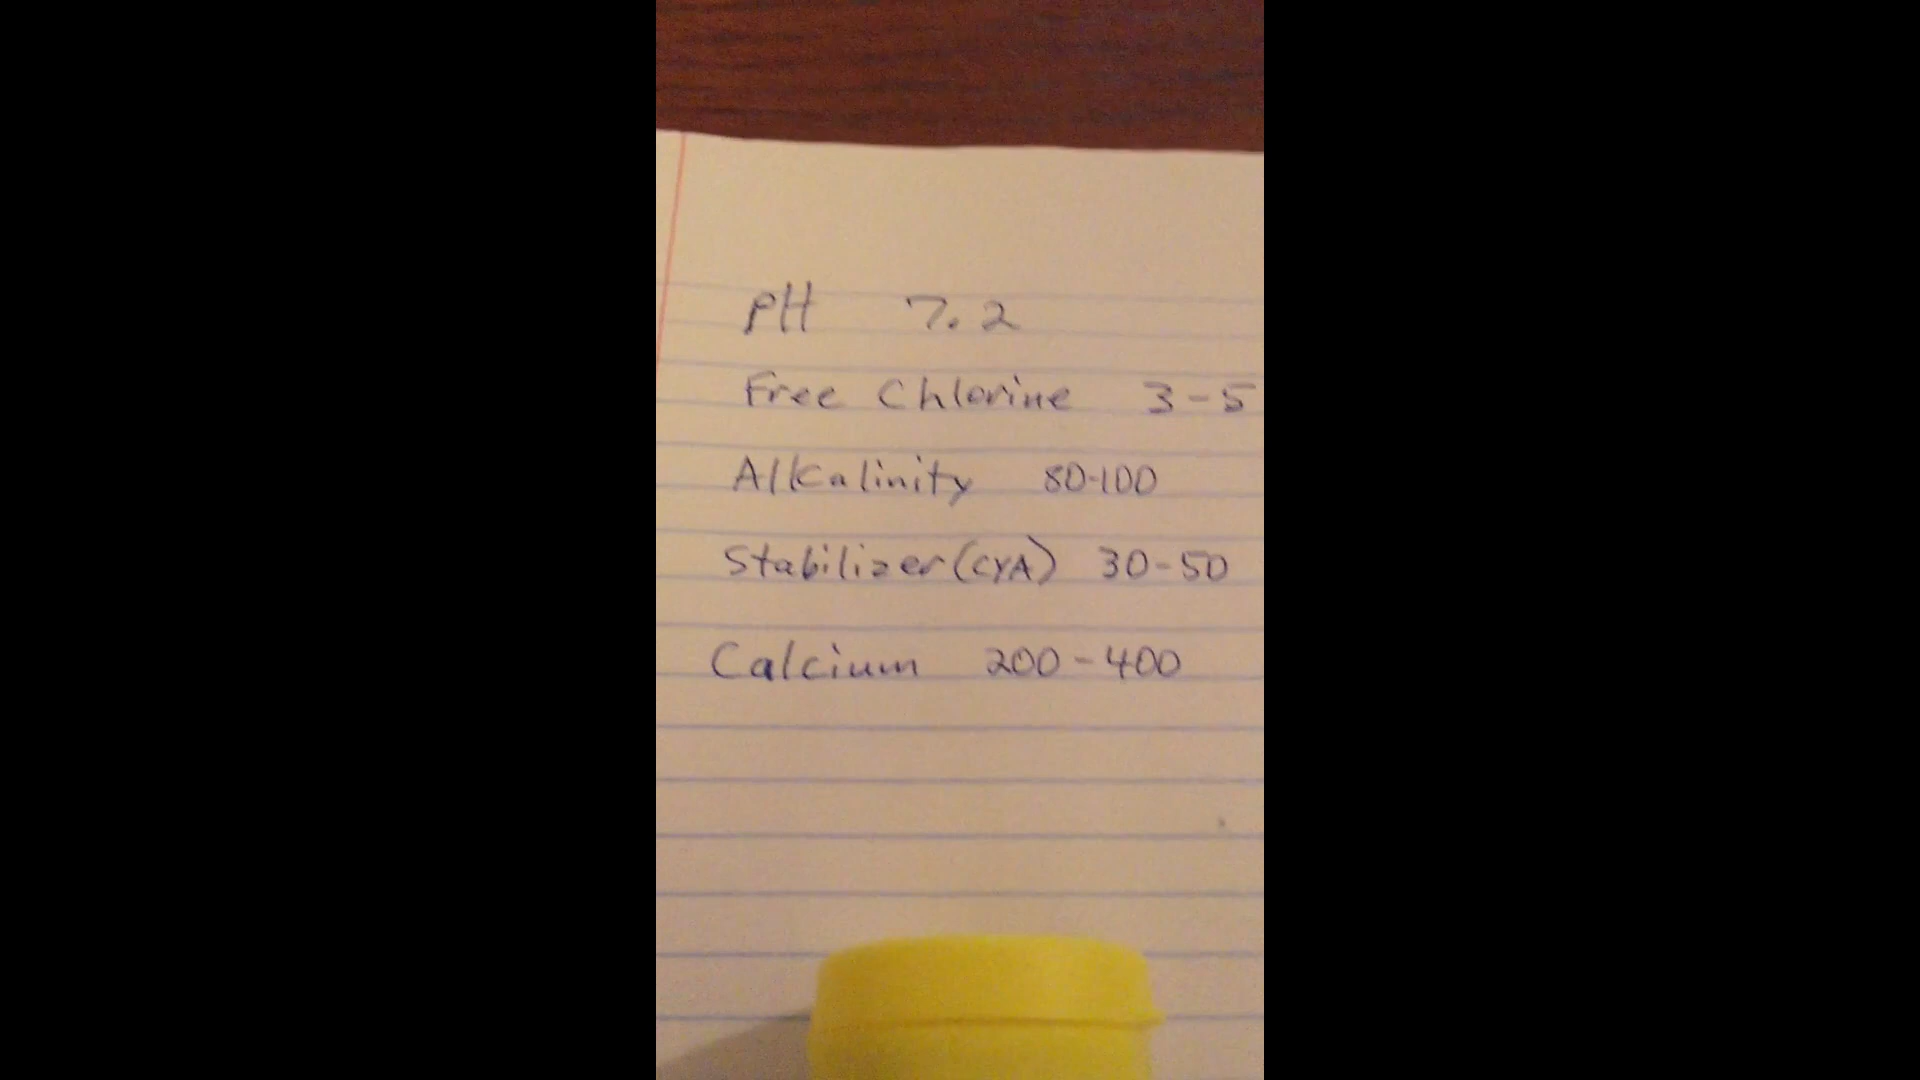 pH 7.2
Free Chlorine 3-5
Alkalinity 80-100
Stabilizer (CYA) 30-50
Calcium 200-400